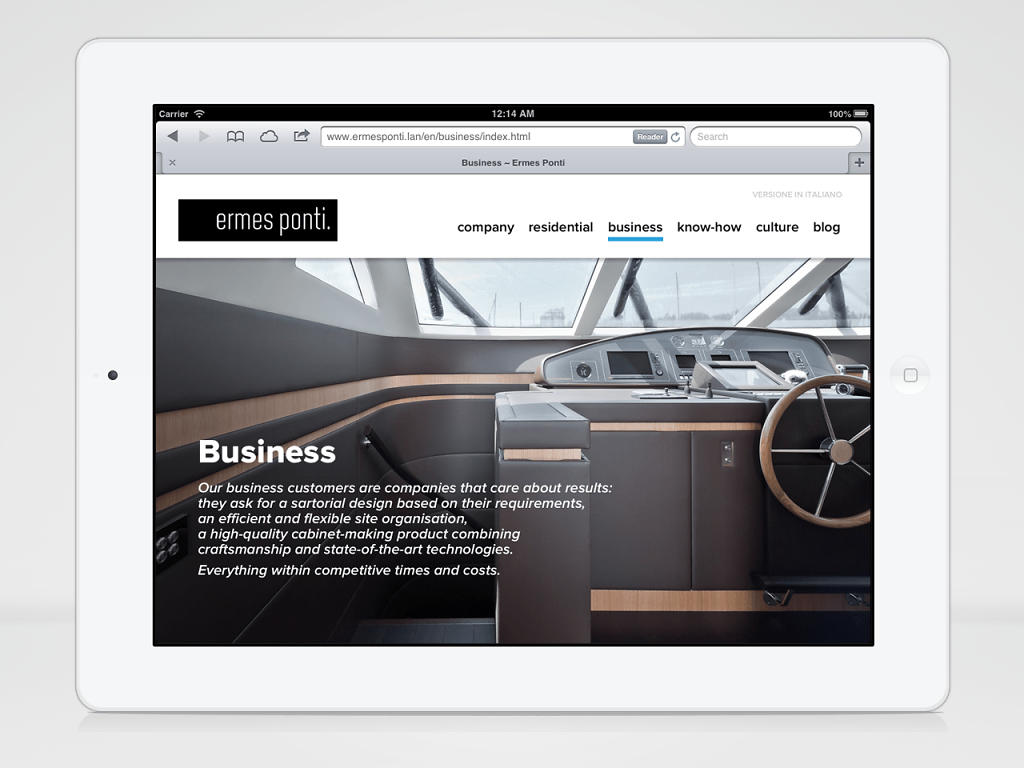 Carrier
12:14 AM
100%
www.ermesponti.lan/en/business/index.html
Reader
Search
Business ~ Ermes Ponti
VERSIONE IN ITALIANO
ermes ponti.
company residential business know-how culture blog
Business
Our business customers are companies that care about results:
they ask for a sartorial design based on their requirements,
an efficient and flexible site organisation,
a high-quality cabinet-making product combining
craftsmanship and state-of-the-art technologies.
Everything within competitive times and costs.